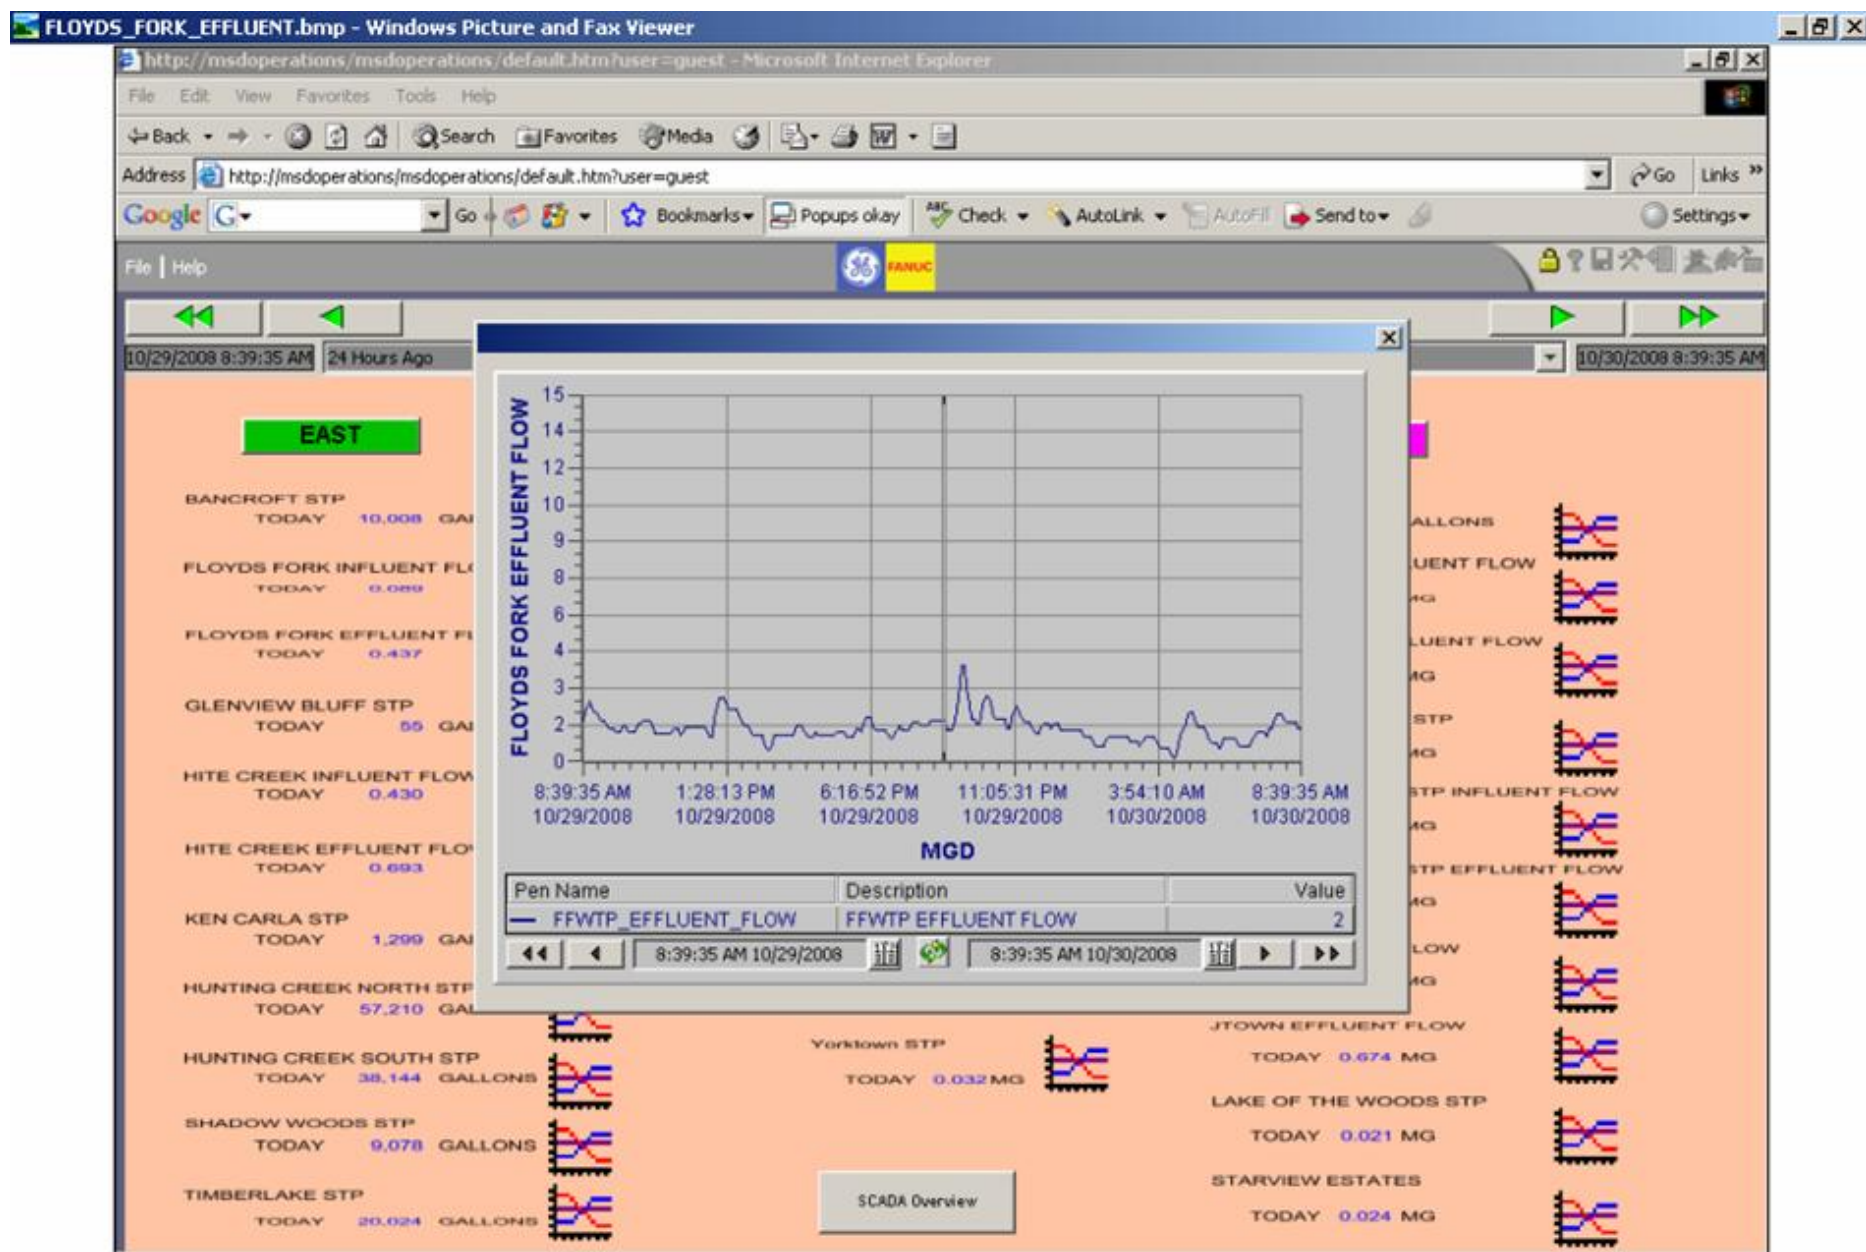 FLOYDS_FORK_EFFLUENT.bmp - Windows Picture and Fax Viewer
http://msdoperations/msdoperations/default.htm?user=guest - Microsoft Internet Explorer
File Edit View Favorites Tools Help
Back Search Favorites Media
Address http://msdoperations/msdoperations/default.htm?user=guest Go Links »
Google G Go Bookmarks Popups okay Check AutoLink AutoFill Send to Settings
File | Help GE FANUC
10/29/2008 8:39:35 AM 24 Hours Ago 10/30/2008 8:39:35 AM
EAST
BANCROFT STP
TODAY 10,008 GAL
FLOYDS FORK INFLUENT FL
TODAY 0.089
FLOYDS FORK EFFLUENT FL
TODAY 0.437
GLENVIEW BLUFF STP
TODAY 55 GAL
HITE CREEK INFLUENT FLOW
TODAY 0.430
HITE CREEK EFFLUENT FLO
TODAY 0.693
KEN CARLA STP
TODAY 1,299 GAL
HUNTING CREEK NORTH STP
TODAY 57,210 GAL
HUNTING CREEK SOUTH STP
TODAY 38,144 GALLONS
SHADOW WOODS STP
TODAY 9,078 GALLONS
TIMBERLAKE STP
TODAY 20,024 GALLONS
FLOYDS FORK EFFLUENT FLOW
15
14
12
10
9
8
6
4
3
2
0
8:39:35 AM 1:28:13 PM 6:16:52 PM 11:05:31 PM 3:54:10 AM 8:39:35 AM
10/29/2008 10/29/2008 10/29/2008 10/29/2008 10/30/2008 10/30/2008
MGD
Pen Name Description Value
FFWTP_EFFLUENT_FLOW FFWTP EFFLUENT FLOW 2
8:39:35 AM 10/29/2008 8:39:35 AM 10/30/2008
Yorktown STP
TODAY 0.032 MG
SCADA Overview
ALLONS
UENT FLOW
MG
LUENT FLOW
MG
STP
MG
STP INFLUENT FLOW
MG
STP EFFLUENT FLOW
MG
LOW
MG
JTOWN EFFLUENT FLOW
TODAY 0.674 MG
LAKE OF THE WOODS STP
TODAY 0.021 MG
STARVIEW ESTATES
TODAY 0.024 MG